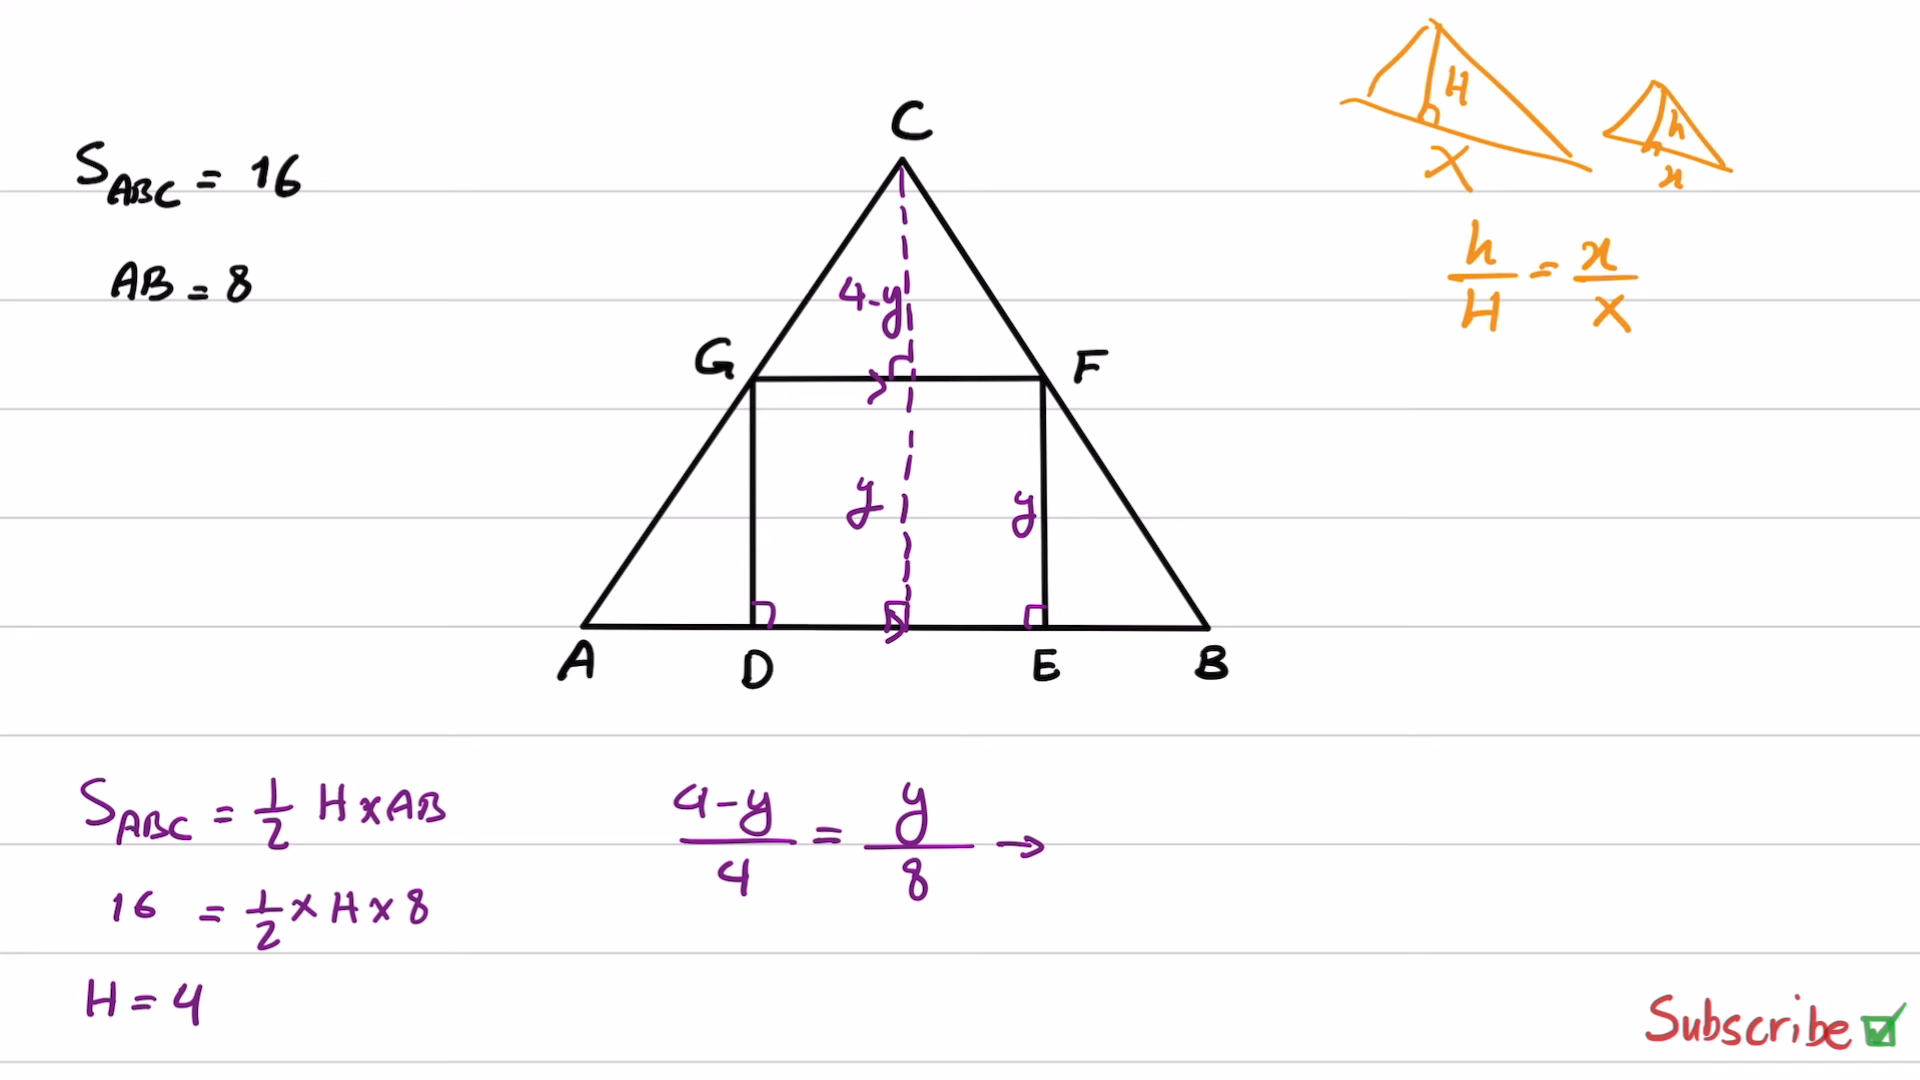 C
S_ABC = 16
AB = 8
4-y
G
F
y
y
A
D
E
B
H
X
h
x
h/H = x/X
S_ABC = 1/2 H×AB
16 = 1/2 × H × 8
H = 4
4-y/4 = y/8 →
Subscribe